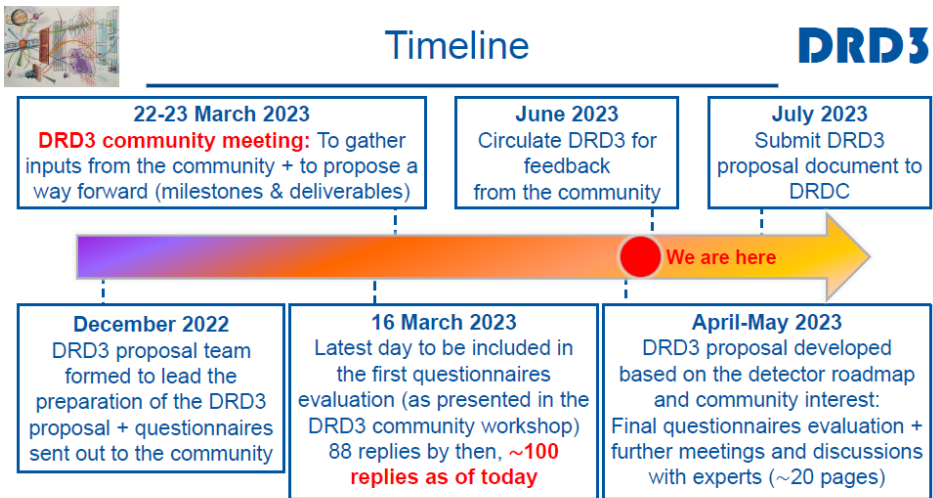 Timeline
DRD3
22-23 March 2023
DRD3 community meeting: To gather
inputs from the community + to propose a
way forward (milestones & deliverables)
June 2023
Circulate DRD3 for
feedback
from the community
July 2023
Submit DRD3
proposal document to
DRDC
We are here
December 2022
DRD3 proposal team
formed to lead the
preparation of the DRD3
proposal + questionnaires
sent out to the community
16 March 2023
Latest day to be included in
the first questionnaires
evaluation (as presented in the
DRD3 community workshop)
88 replies by then, ~100
replies as of today
April-May 2023
DRD3 proposal developed
based on the detector roadmap
and community interest:
Final questionnaires evaluation +
further meetings and discussions
with experts (~20 pages)